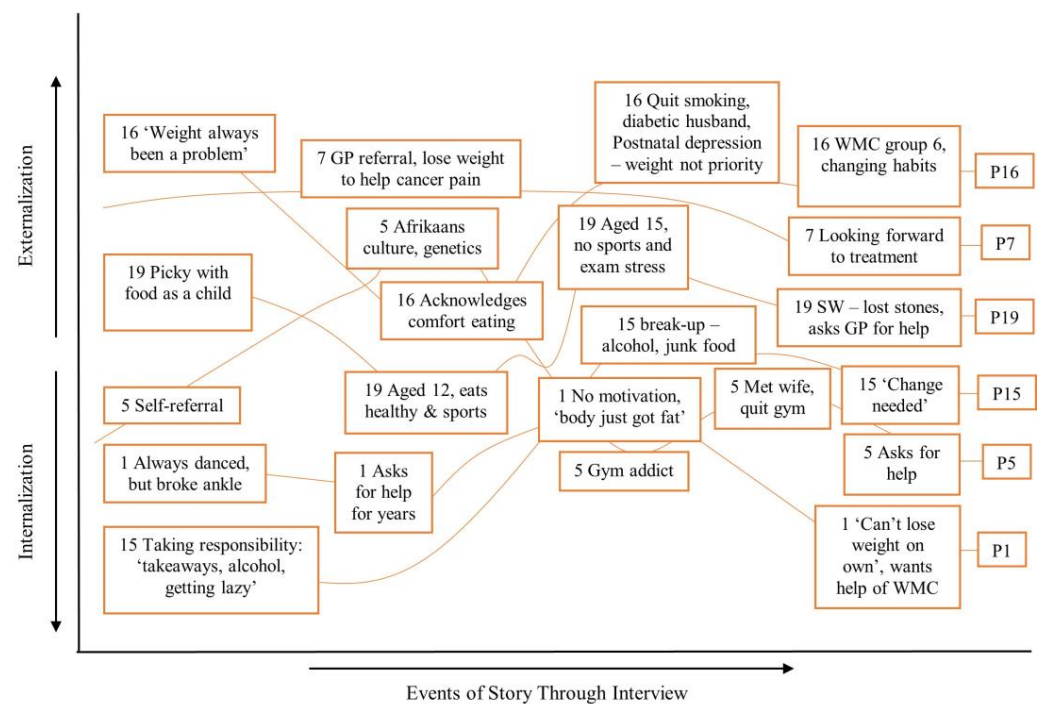 Externalization
Internalization
16 ‘Weight always
been a problem’
7 GP referral, lose weight
to help cancer pain
16 Quit smoking,
diabetic husband,
Postnatal depression
– weight not priority
16 WMC group 6,
changing habits
P16
5 Afrikaans
culture, genetics
19 Aged 15,
no sports and
exam stress
7 Looking forward
to treatment
P7
19 Picky with
food as a child
16 Acknowledges
comfort eating
15 break-up –
alcohol, junk food
19 SW – lost stones,
asks GP for help
P19
5 Self-referral
19 Aged 12, eats
healthy & sports
1 No motivation,
‘body just got fat’
5 Met wife,
quit gym
15 ‘Change
needed’
P15
1 Always danced,
but broke ankle
1 Asks
for help
for years
5 Gym addict
5 Asks for
help
P5
15 Taking responsibility:
‘takeaways, alcohol,
getting lazy’
1 ‘Can’t lose
weight on
own’, wants
help of WMC
P1
Events of Story Through Interview